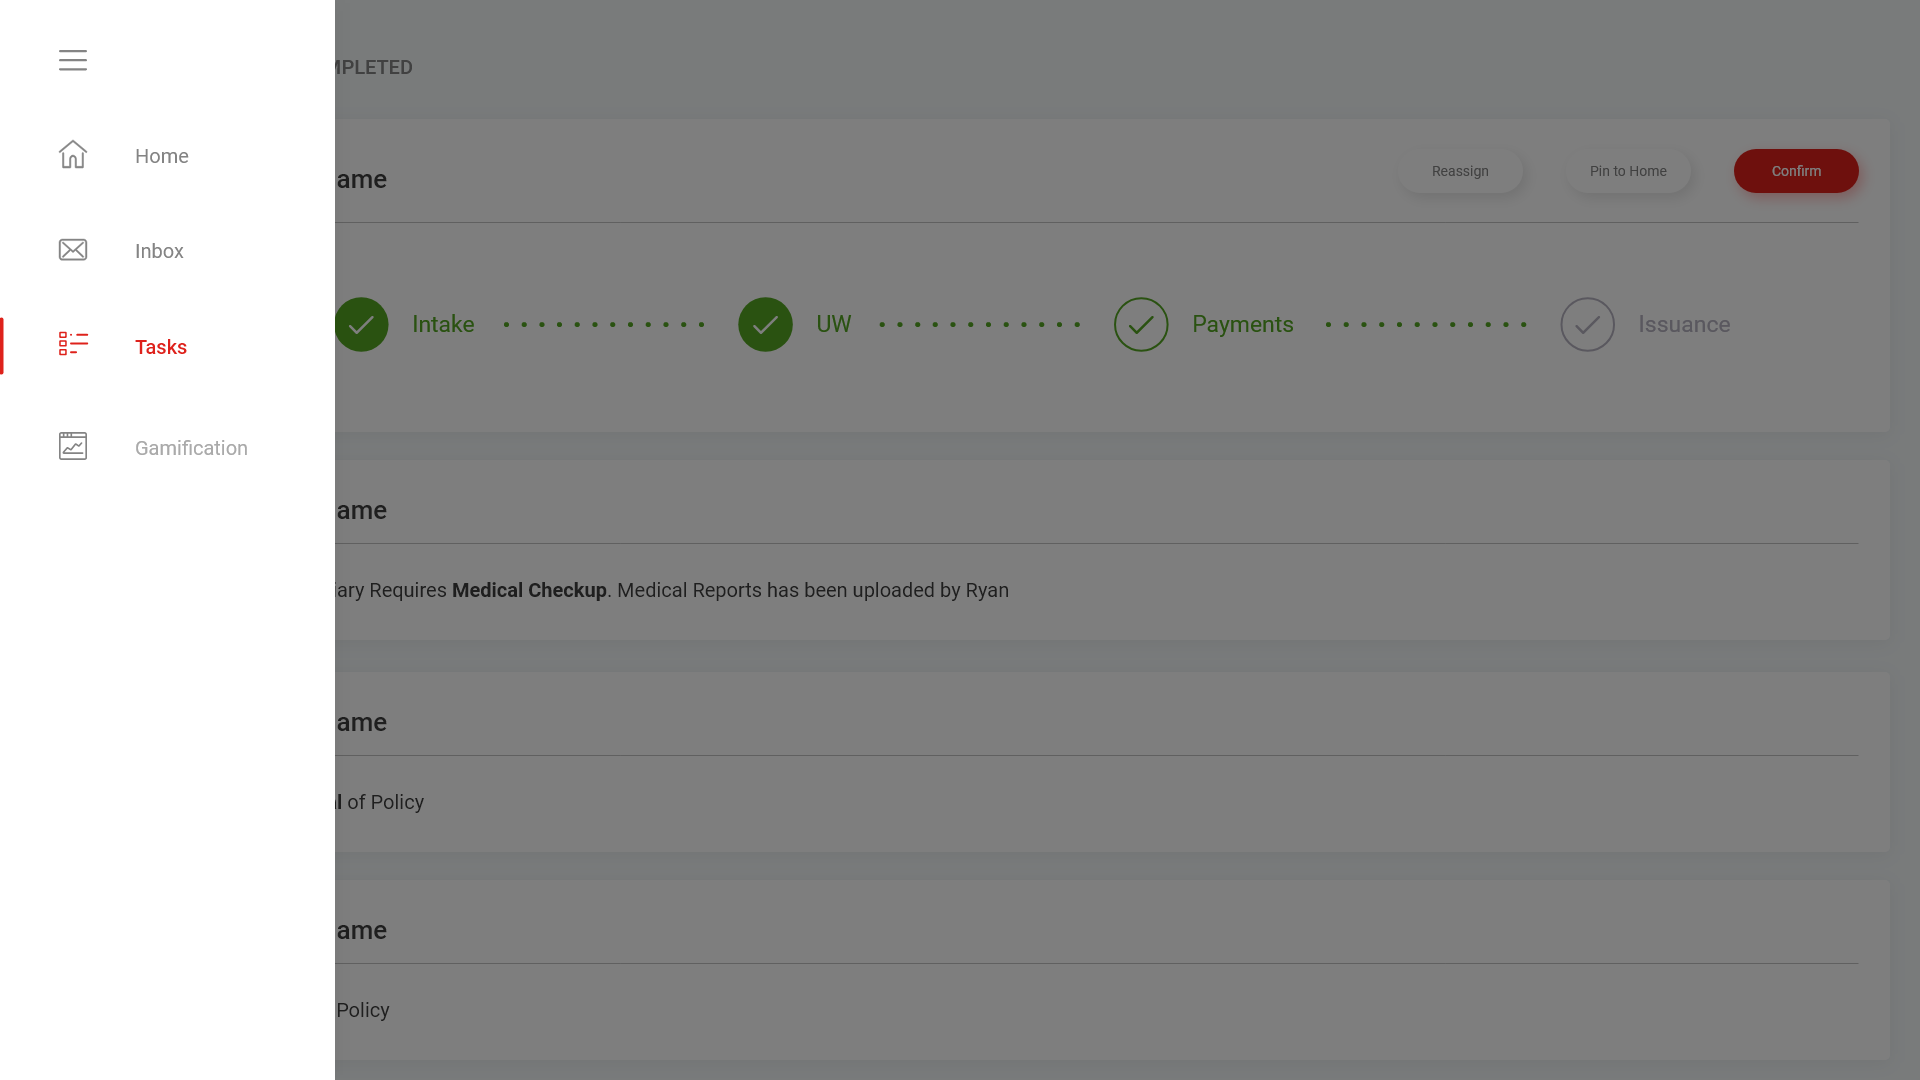 Home
Inbox
Tasks
Gamification
MPLETED
ame
Reassign
Pin to Home
Confirm
Intake
UW
Payments
Issuance
ame
iary Requires Medical Checkup. Medical Reports has been uploaded by Ryan
ame
l of Policy
ame
Policy